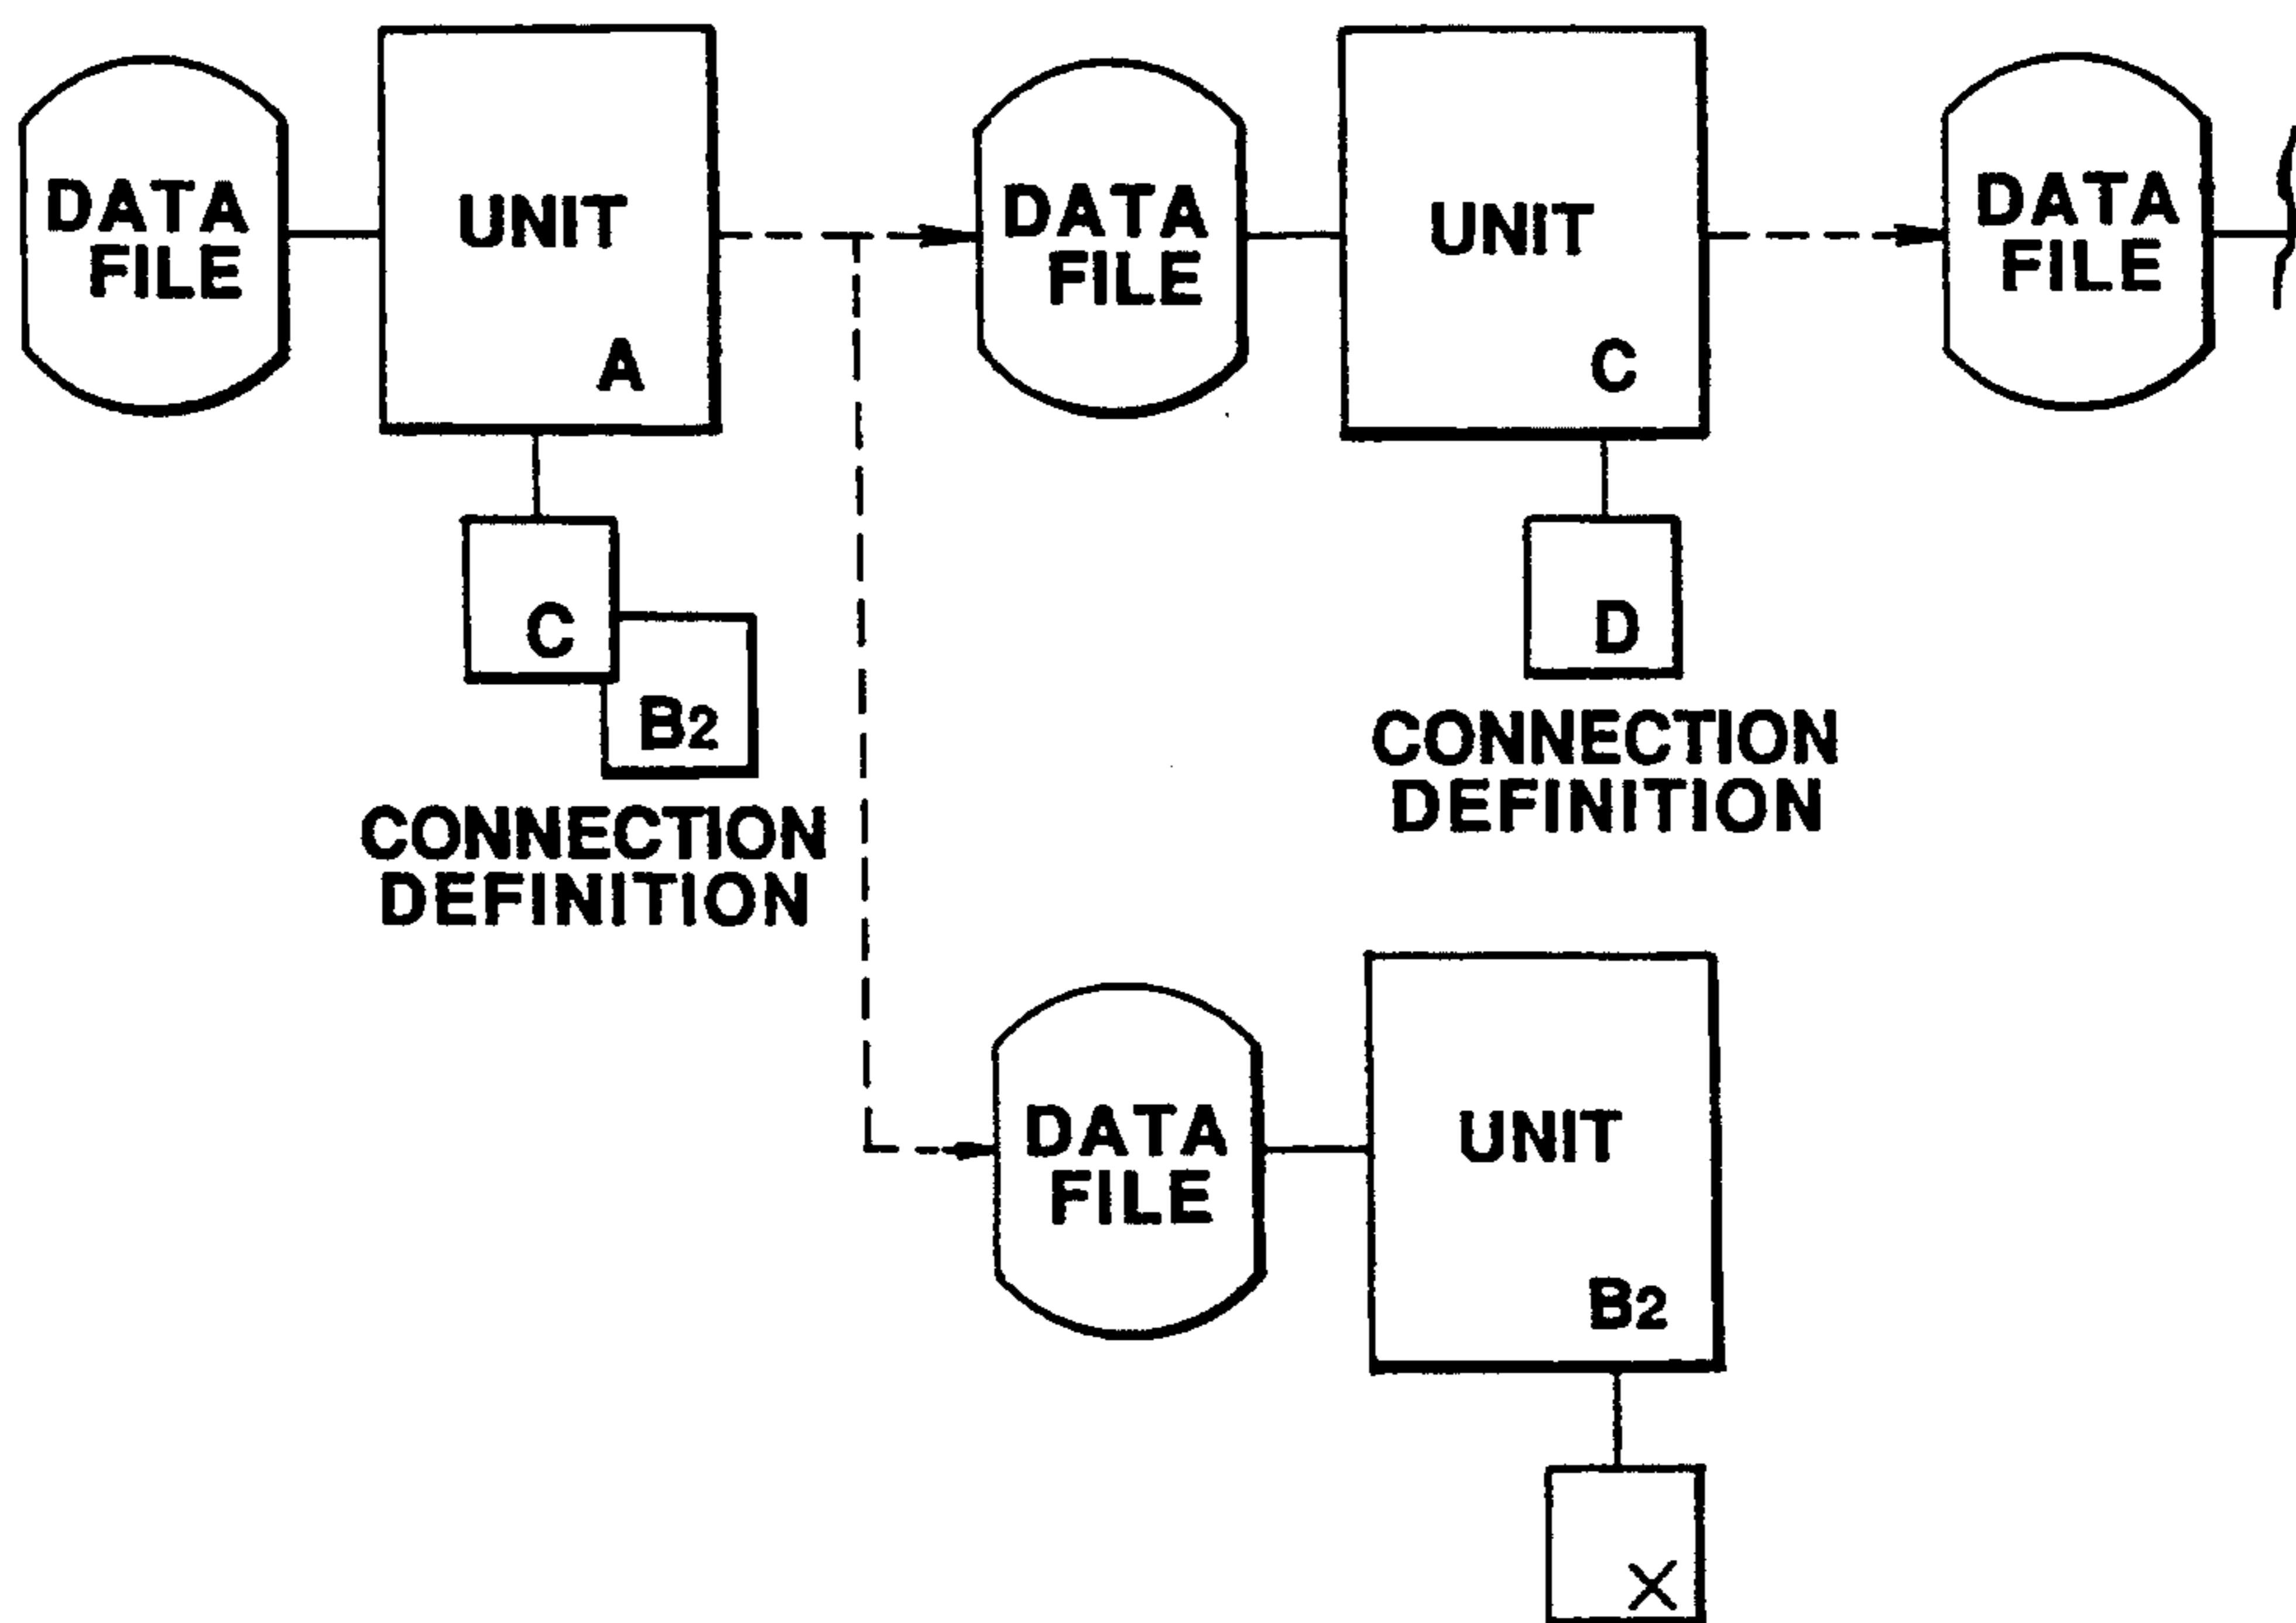 DATA
FILE
UNIT
A
DATA
FILE
UNIT
C
DATA
FILE
C
B2
CONNECTION
DEFINITION
D
CONNECTION
DEFINITION
DATA
FILE
UNIT
B2
X